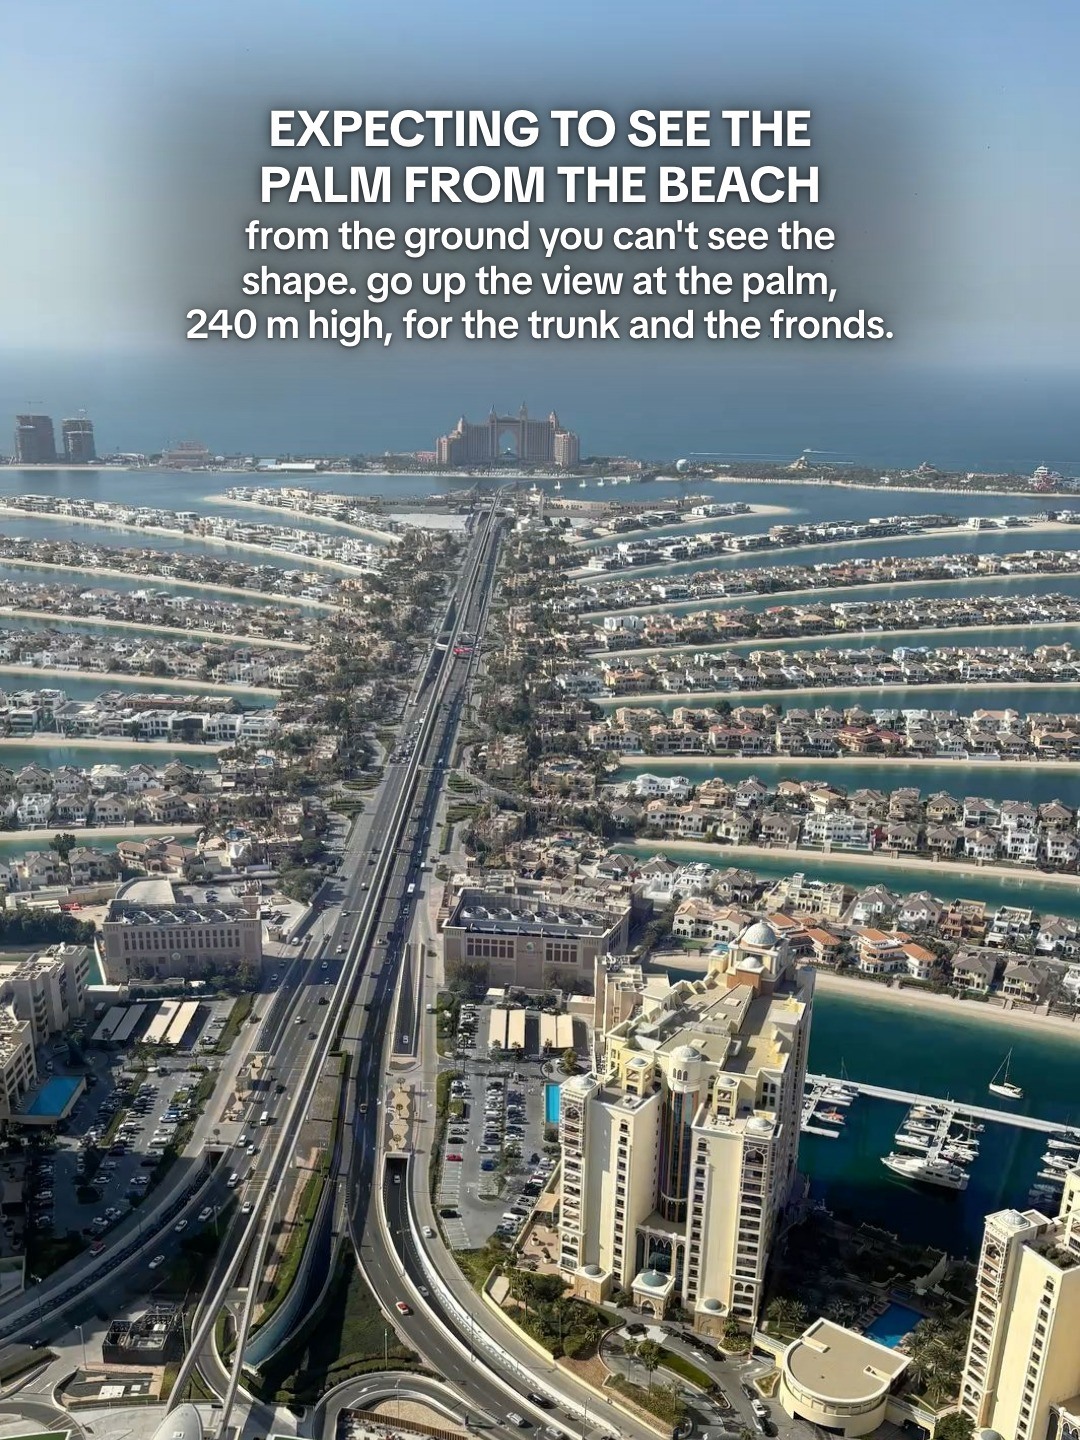 EXPECTING TO SEE THE
PALM FROM THE BEACH
from the ground you can't see the
shape. go up the view at the palm,
240 m high, for the trunk and the fronds.